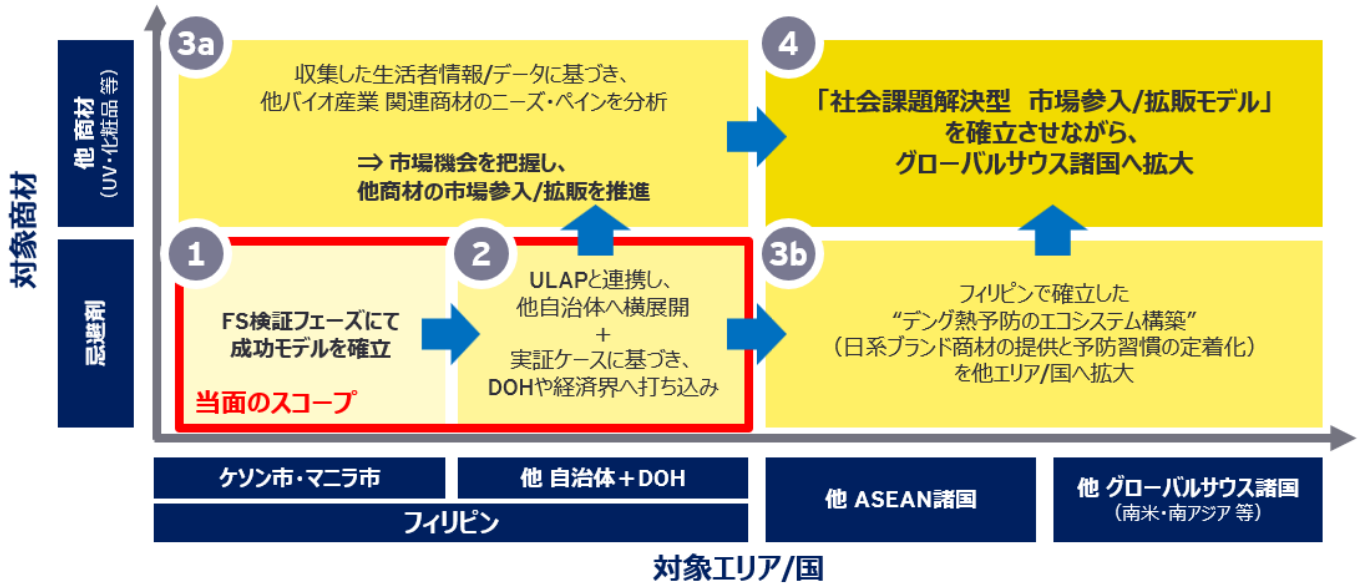 対象商材
他 商材
(UV・化粧品 等)
忌避剤
3a
収集した生活者情報/データに基づき、
他バイオ産業 関連商材のニーズ・ペインを分析
⇒ 市場機会を把握し、
他商材の市場参入/拡販を推進
4
「社会課題解決型 市場参入/拡販モデル」
を確立させながら、
グローバルサウス諸国へ拡大
1
FS検証フェーズにて
成功モデルを確立
当面のスコープ
2
ULAPと連携し、
他自治体へ横展開
+
実証ケースに基づき、
DOHや経済界へ打ち込み
3b
フィリピンで確立した
“デング熱予防のエコシステム構築”
(日系ブランド商材の提供と予防習慣の定着化)
を他エリア/国へ拡大
ケソン市・マニラ市
他 自治体+DOH
フィリピン
他 ASEAN諸国
他 グローバルサウス諸国
(南米・南アジア 等)
対象エリア/国